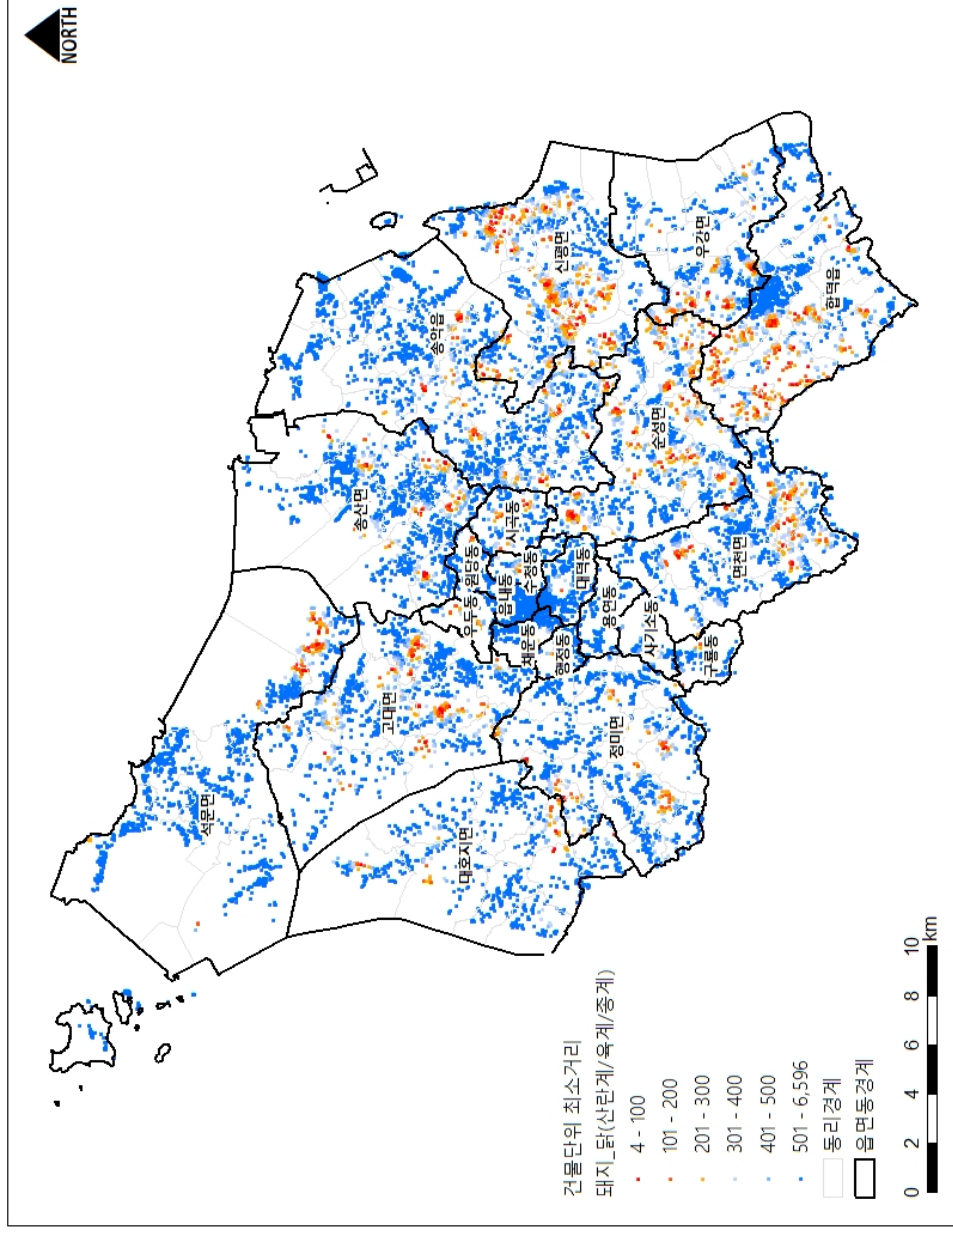 NORTH
석문면
고대면
대호지면
정미면
송산면
송악읍
신평면
우강면
합덕읍
순성면
면천면
우두동
원당동
시곡동
읍내동
수청동
채운동
행정동
대덕동
용연동
사기소동
구룡동
건물단위 최소거리
돼지_닭(산란계/육계/종계)
4 - 100
101 - 200
201 - 300
301 - 400
401 - 500
501 - 6,596
동리경계
읍면동경계
0 2 4 6 8 10
km